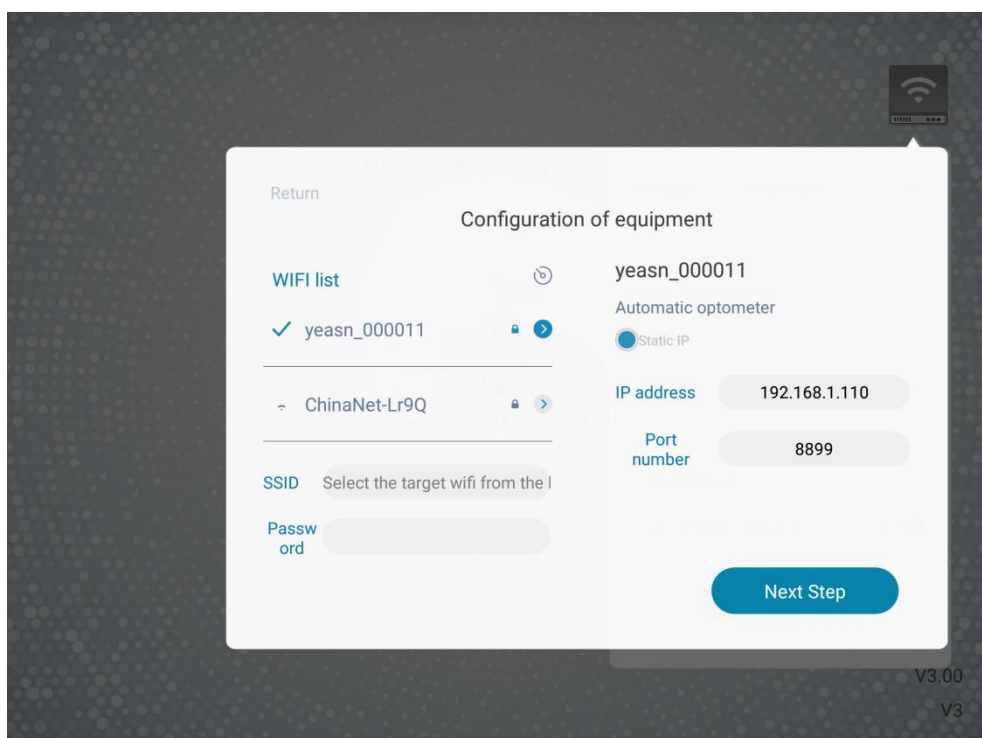 Return
Configuration of equipment
WIFI list
yeasn_000011
ChinaNet-Lr9Q
SSID
Select the target wifi from the l
Passw
ord
yeasn_000011
Automatic optometer
Static IP
IP address
192.168.1.110
Port
number
8899
Next Step
V3.00
V3